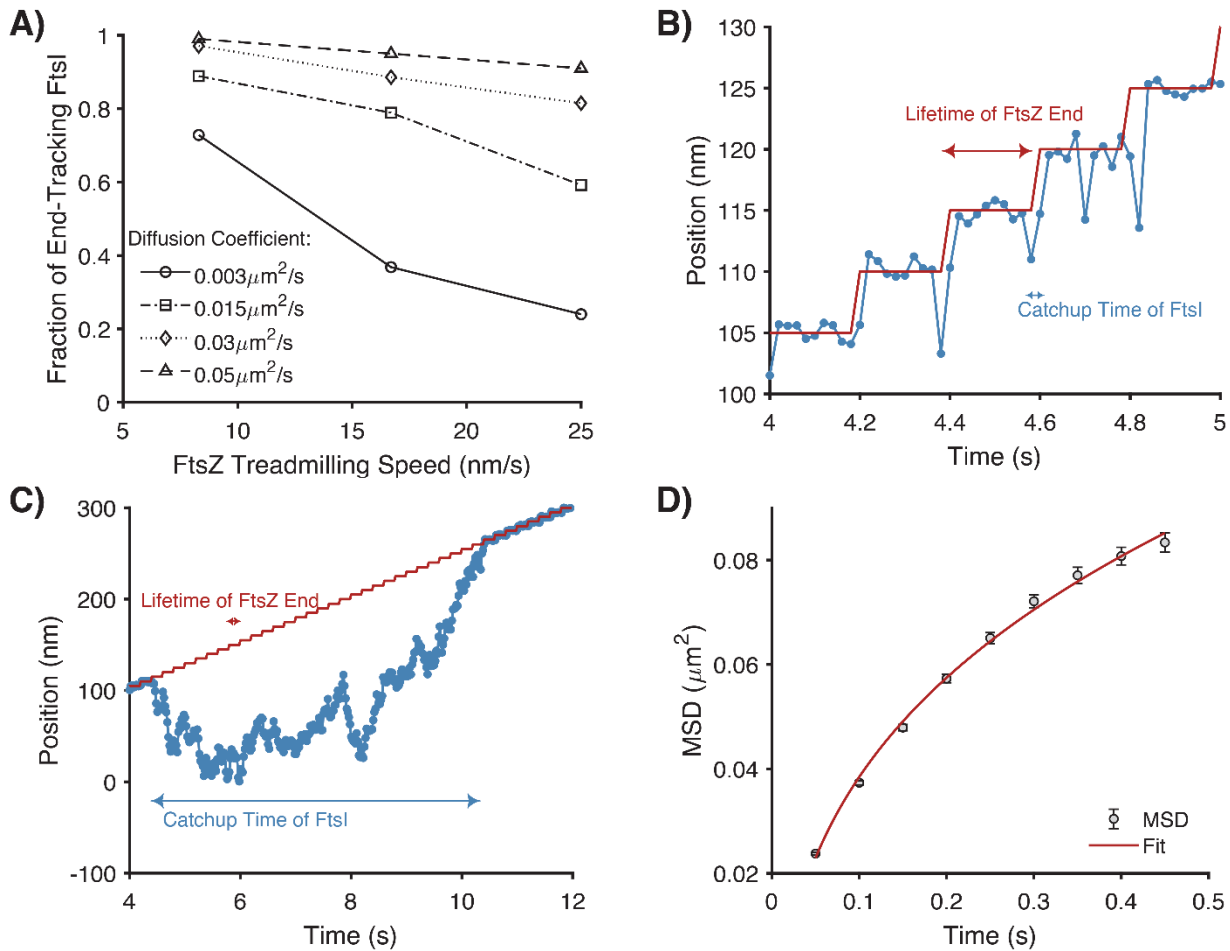 A)
Fraction of End-Tracking FtsI
1
0.8
0.6
0.4
0.2
0
Diffusion Coefficient:
0.003μm²/s
0.015μm²/s
0.03μm²/s
0.05μm²/s
5 10 15 20 25
FtsZ Treadmilling Speed (nm/s)
B)
Position (nm)
130
125
120
115
110
105
100
Lifetime of FtsZ End
Catchup Time of FtsI
4 4.2 4.4 4.6 4.8 5
Time (s)
C)
Position (nm)
300
200
100
0
-100
Lifetime of FtsZ End
Catchup Time of FtsI
4 6 8 10 12
Time (s)
D)
MSD (μm²)
0.08
0.06
0.04
0.02
MSD
Fit
0 0.1 0.2 0.3 0.4 0.5
Time (s)